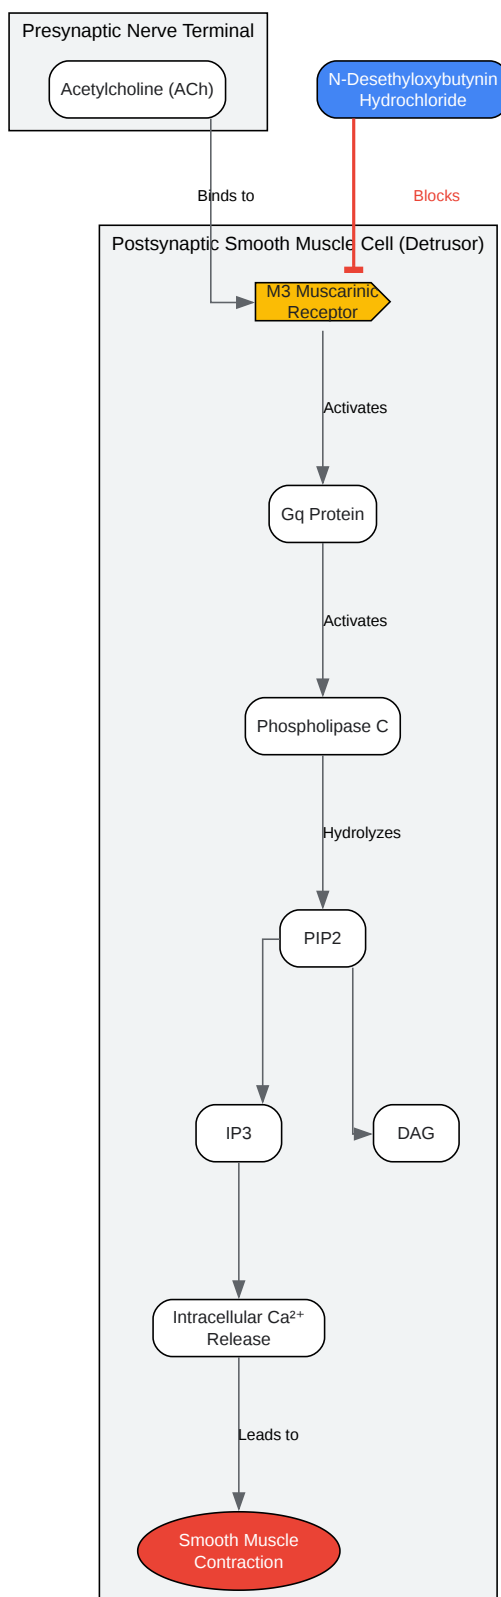 Presynaptic Nerve Terminal
Acetylcholine (ACh)
N-Desethyloxybutynin
Hydrochloride
Binds to
Blocks
Postsynaptic Smooth Muscle Cell (Detrusor)
M3 Muscarinic
Receptor
Activates
Gq Protein
Activates
Phospholipase C
Hydrolyzes
PIP2
IP3
DAG
Intracellular Ca²⁺
Release
Leads to
Smooth Muscle
Contraction